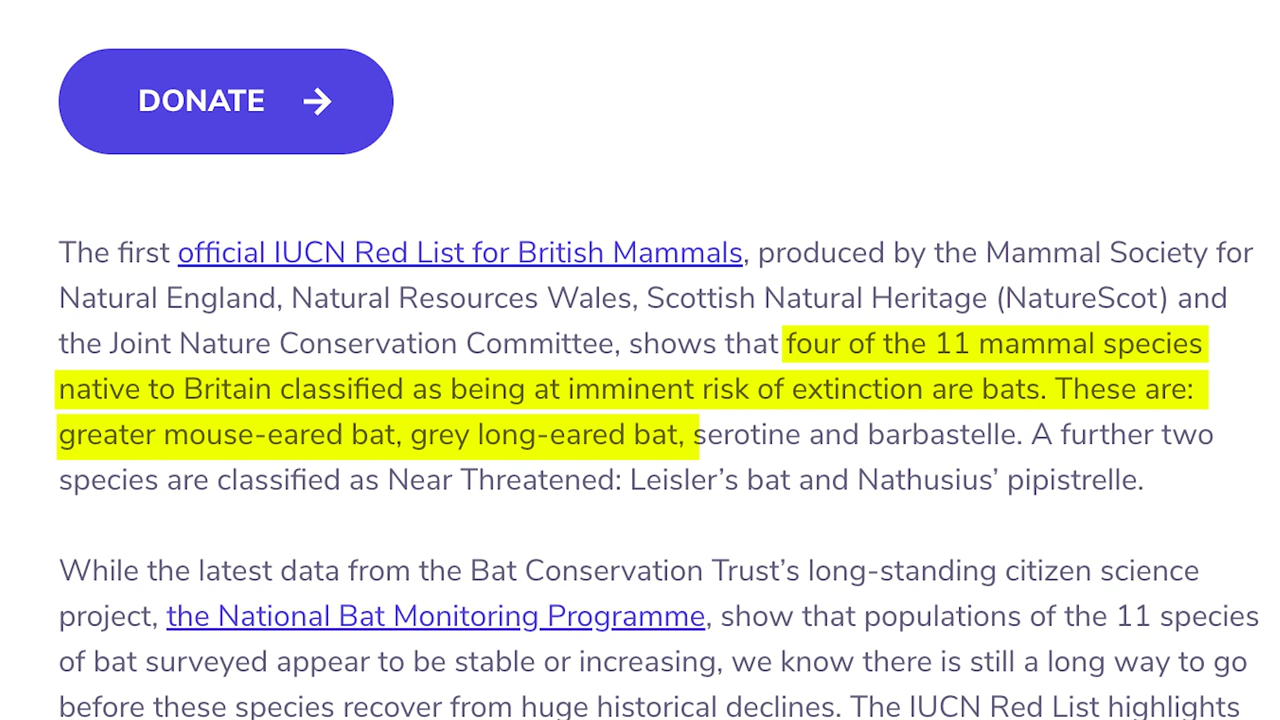 DONATE →
The first official IUCN Red List for British Mammals, produced by the Mammal Society for
Natural England, Natural Resources Wales, Scottish Natural Heritage (NatureScot) and
the Joint Nature Conservation Committee, shows that four of the 11 mammal species
native to Britain classified as being at imminent risk of extinction are bats. These are:
greater mouse-eared bat, grey long-eared bat, serotine and barbastelle. A further two
species are classified as Near Threatened: Leisler’s bat and Nathusius’ pipistrelle.
While the latest data from the Bat Conservation Trust’s long-standing citizen science
project, the National Bat Monitoring Programme, show that populations of the 11 species
of bat surveyed appear to be stable or increasing, we know there is still a long way to go
before these species recover from huge historical declines. The IUCN Red List highlights